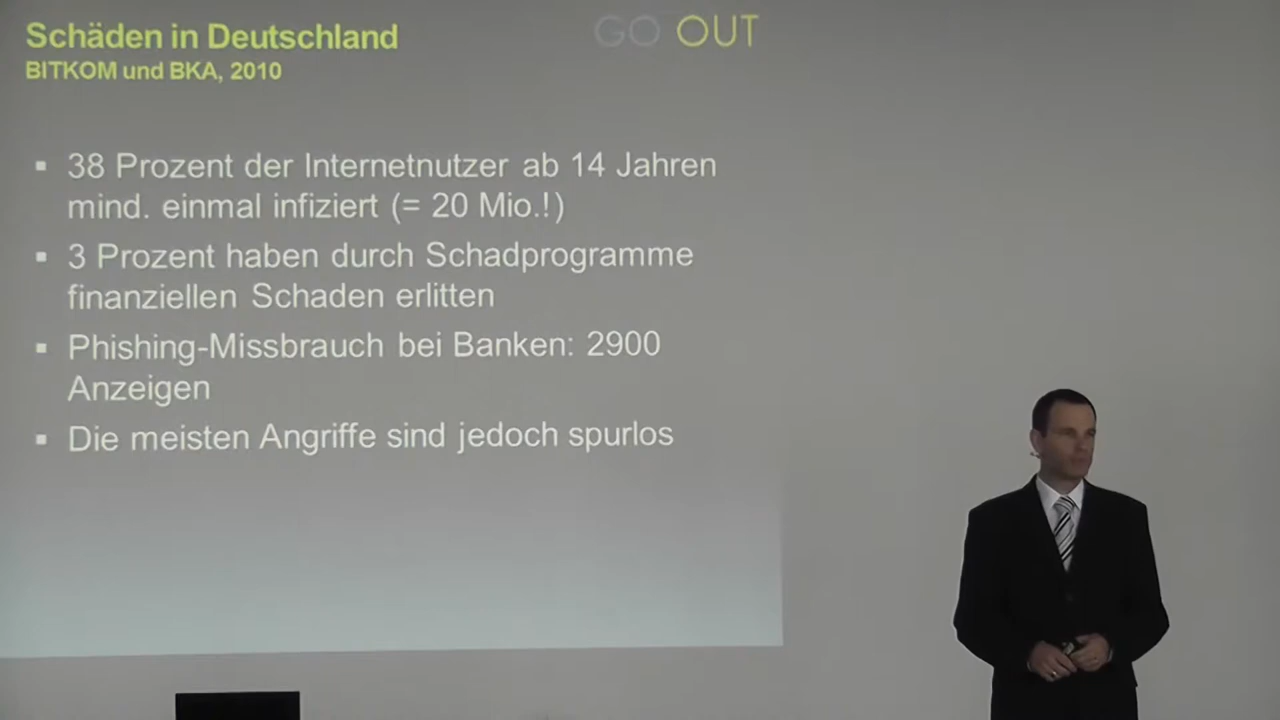 Schäden in Deutschland
BITKOM und BKA, 2010
GO OUT
▪ 38 Prozent der Internetnutzer ab 14 Jahren
mind. einmal infiziert (= 20 Mio.!)
▪ 3 Prozent haben durch Schadprogramme
finanziellen Schaden erlitten
▪ Phishing-Missbrauch bei Banken: 2900
Anzeigen
▪ Die meisten Angriffe sind jedoch spurlos